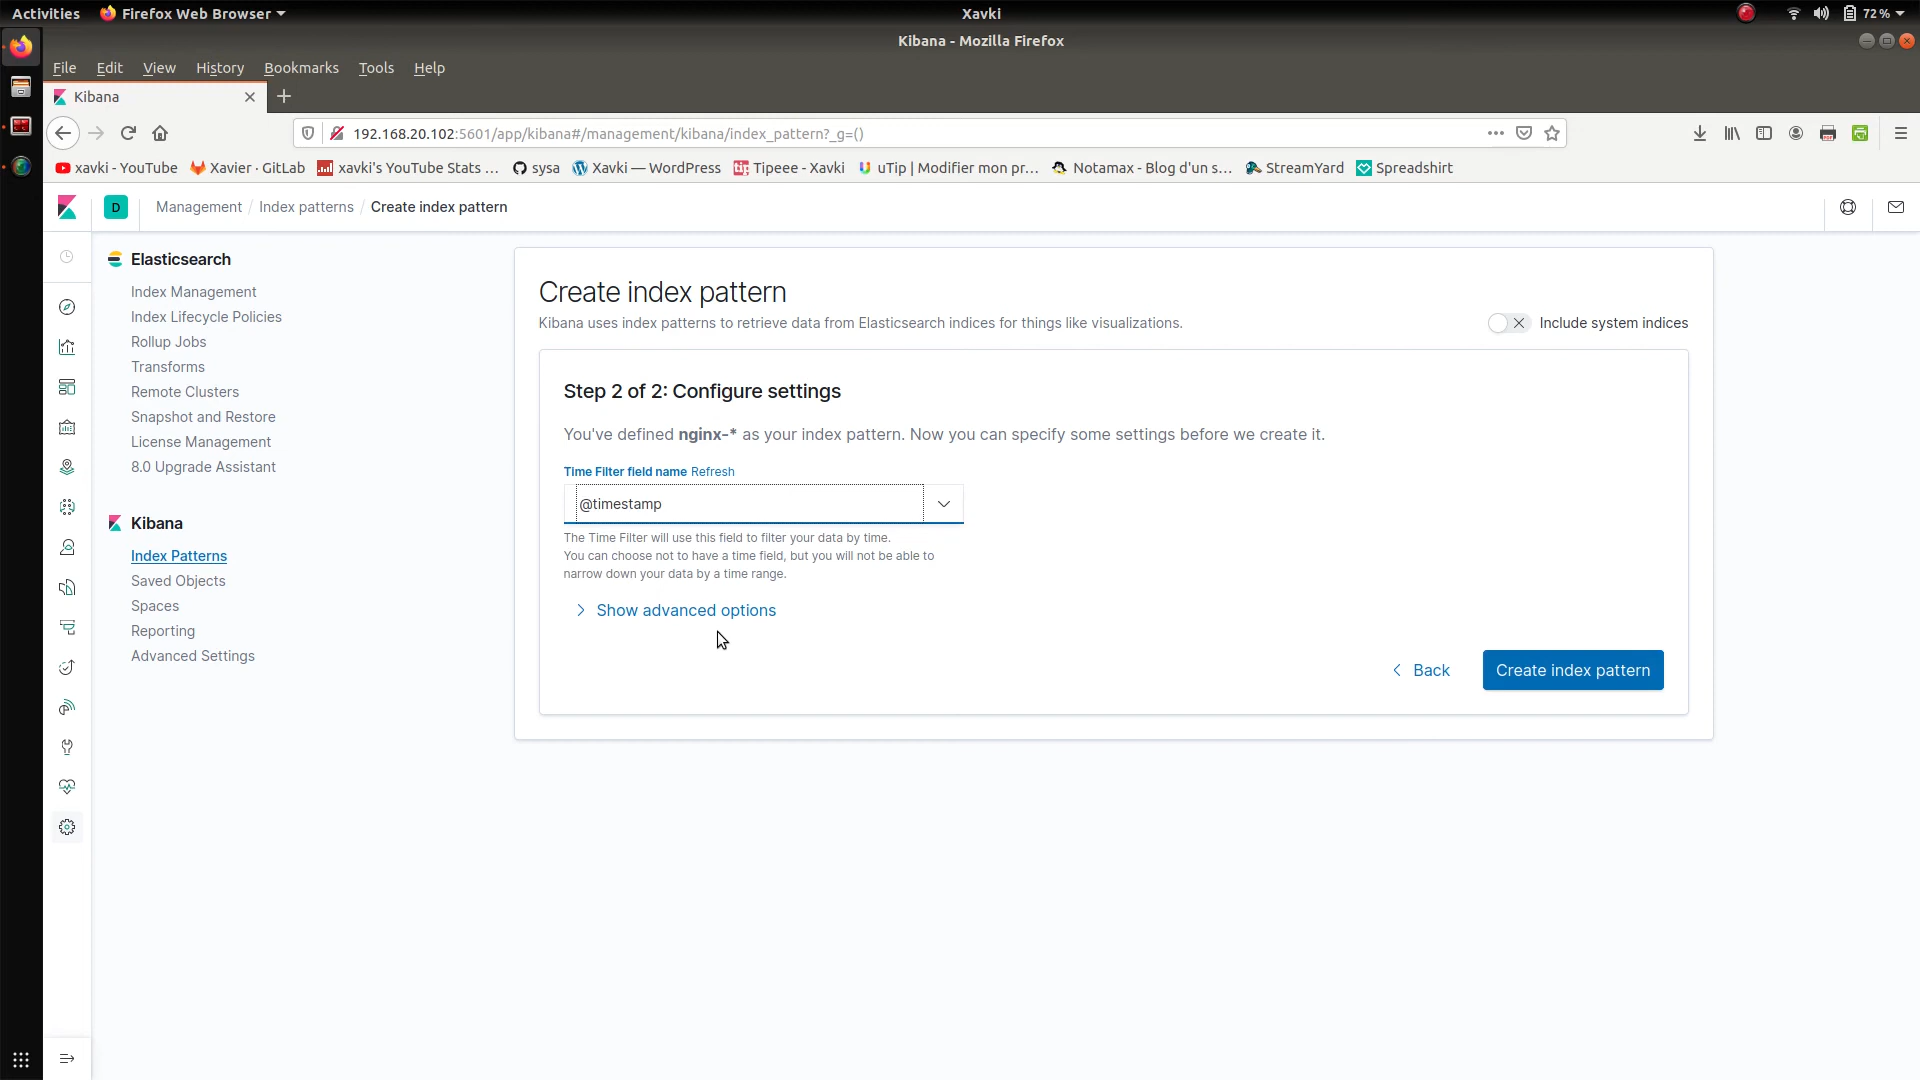 Activities Firefox Web Browser Xavki 72 %
Kibana - Mozilla Firefox
File Edit View History Bookmarks Tools Help
Kibana
192.168.20.102:5601/app/kibana#/management/kibana/index_pattern?_g=()
xavki - YouTube Xavier · GitLab xavki's YouTube Stats ... sysa Xavki — WordPress Tipeee - Xavki uTip | Modifier mon pr... Notamax - Blog d'un s... StreamYard Spreadshirt
D Management / Index patterns / Create index pattern
Elasticsearch
Index Management
Index Lifecycle Policies
Rollup Jobs
Transforms
Remote Clusters
Snapshot and Restore
License Management
8.0 Upgrade Assistant
Kibana
Index Patterns
Saved Objects
Spaces
Reporting
Advanced Settings
Create index pattern
Kibana uses index patterns to retrieve data from Elasticsearch indices for things like visualizations.
Include system indices
Step 2 of 2: Configure settings
You've defined nginx-* as your index pattern. Now you can specify some settings before we create it.
Time Filter field name Refresh
@timestamp
The Time Filter will use this field to filter your data by time.
You can choose not to have a time field, but you will not be able to
narrow down your data by a time range.
Show advanced options
Back
Create index pattern